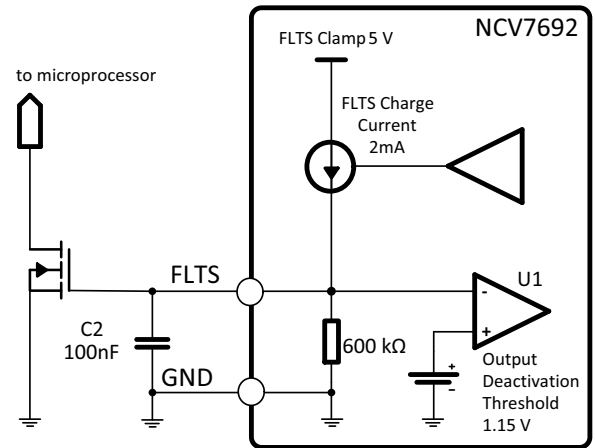 NCV7692
FLTS Clamp 5 V
to microprocessor
FLTS Charge
Current
2mA
FLTS
U1
-
+
C2
100nF
600 kΩ
GND
+
-
Output
Deactivation
Threshold
1.15 V